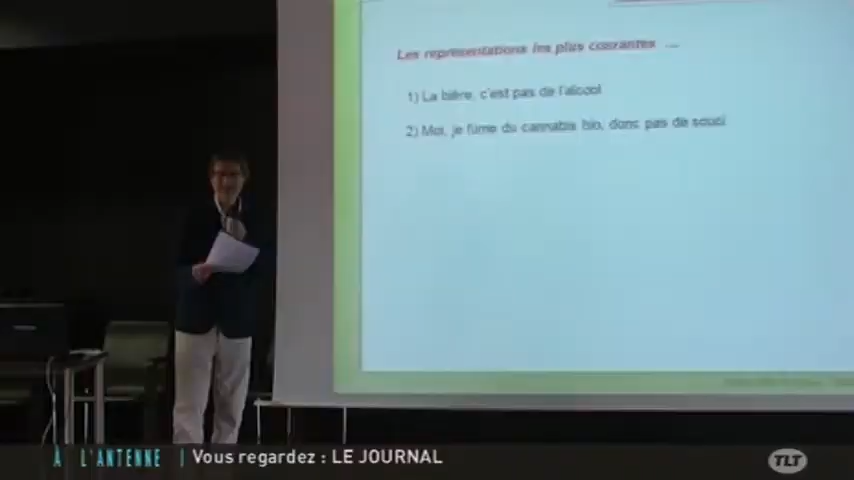 Les représentations les plus courantes ...
1) La bière, c'est pas de l'alcool
2) Moi, je fume du cannabis bio, donc pas de souci
À L'ANTENNE | Vous regardez : LE JOURNAL
TLT